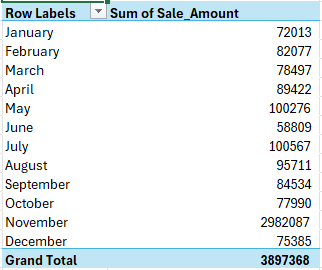 Row Labels Sum of Sale_Amount
January 72013
February 82077
March 78497
April 89422
May 100276
June 58809
July 100567
August 95711
September 84534
October 77990
November 2982087
December 75385
Grand Total 3897368